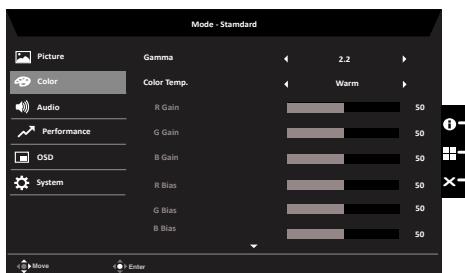 Mode - Stamdard
Picture
Gamma 2.2
Color
Color Temp. Warm
Audio
R Gain 50
Performance
G Gain 50
OSD
B Gain 50
System
R Bias 50
G Bias 50
B Bias 50
Move Enter